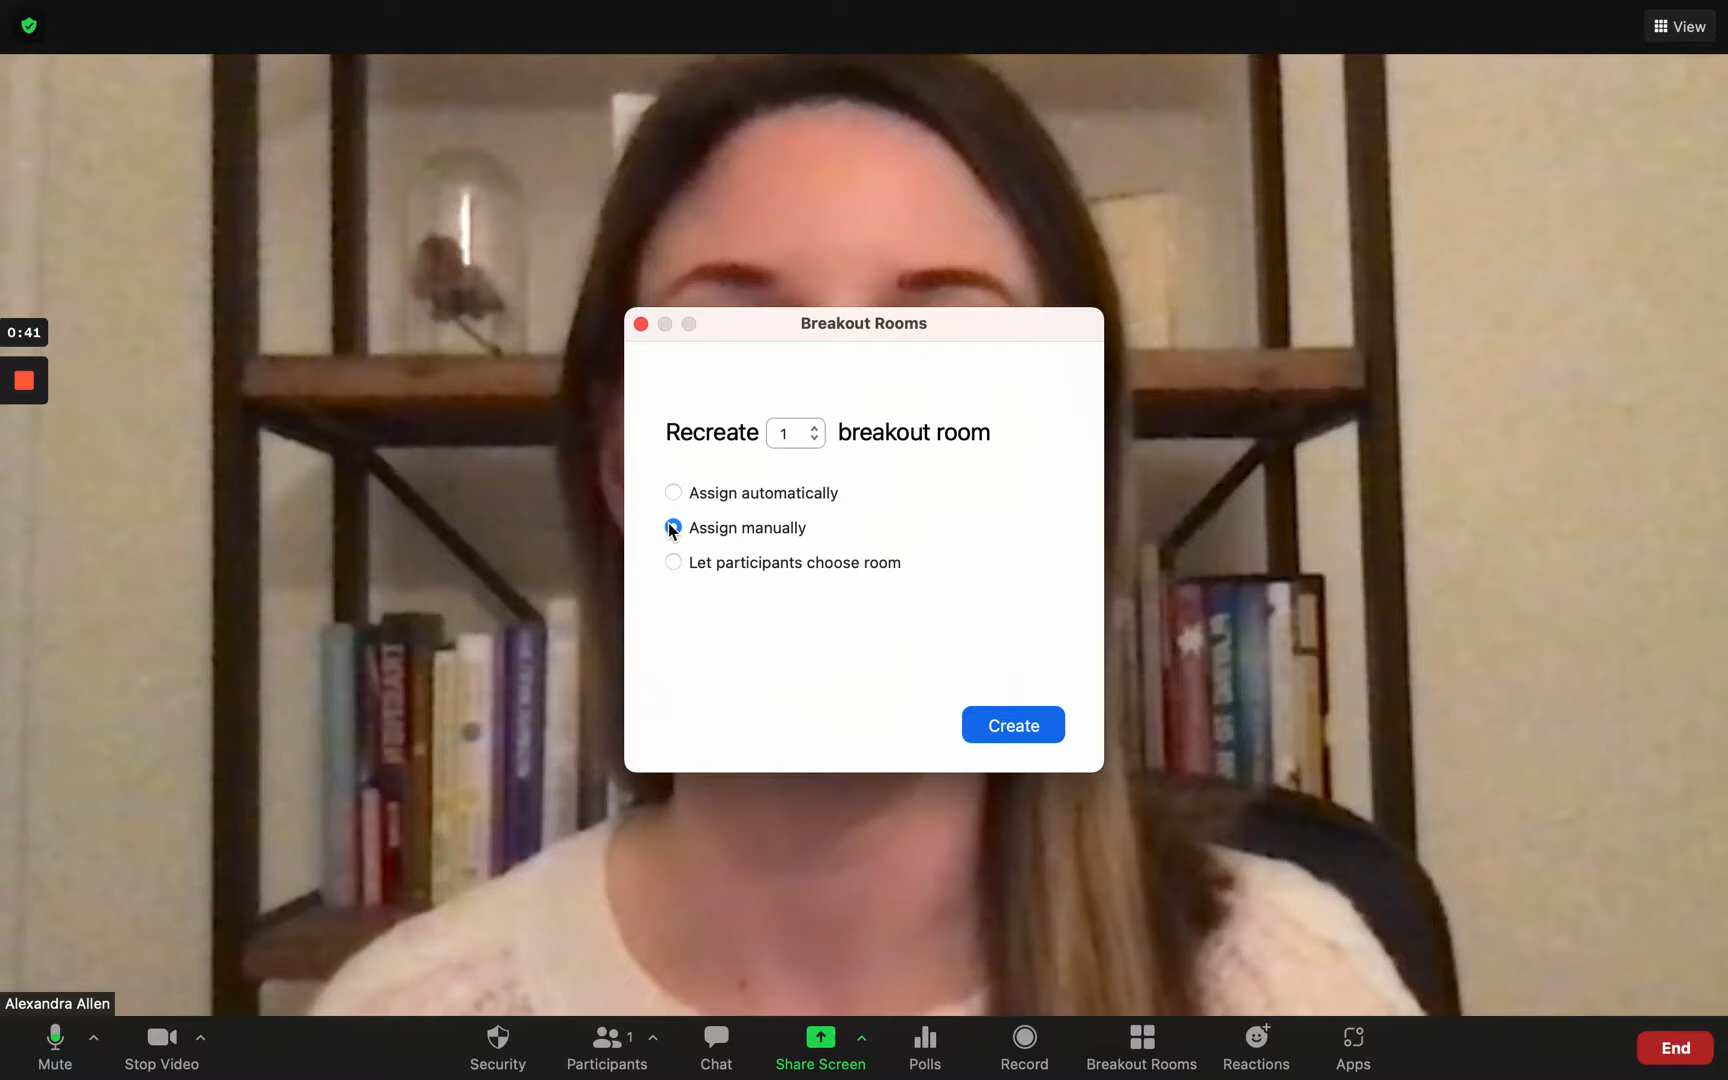 View
0:41
Breakout Rooms
Recreate 1 breakout room
Assign automatically
Assign manually
Let participants choose room
Create
Alexandra Allen
Mute
Stop Video
Security
Participants 1
Chat
Share Screen
Polls
Record
Breakout Rooms
Reactions
Apps
End